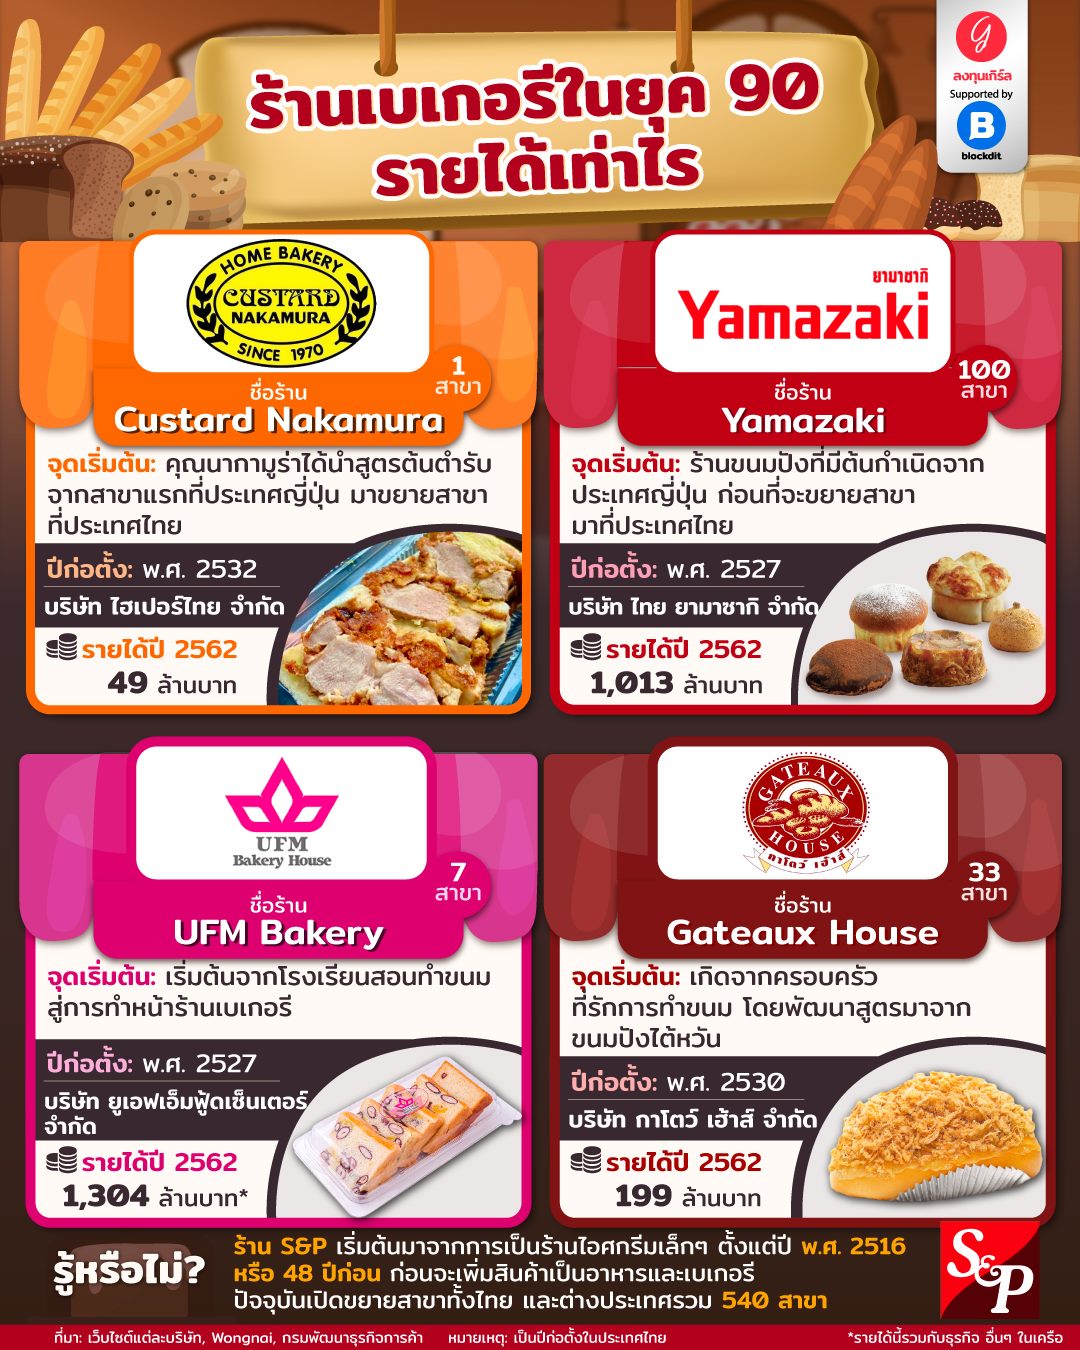 ร้านเบเกอรีในยุค 90
รายได้เท่าไร
ลงทุนเกิร์ล
Supported by
B
blockdit
HOME BAKERY
CUSTARD
NAKAMURA
SINCE 1970
1
สาขา
ชื่อร้าน
Custard Nakamura
จุดเริ่มต้น: คุณนากามูร่าได้นำสูตรต้นตำรับ
จากสาขาแรกที่ประเทศญี่ปุ่น มาขยายสาขา
ที่ประเทศไทย
ปีก่อตั้ง: พ.ศ. 2532
บริษัท ไฮเปอร์ไทย จำกัด
รายได้ปี 2562
49 ล้านบาท
ยามาซากิ
Yamazaki
100
สาขา
ชื่อร้าน
Yamazaki
จุดเริ่มต้น: ร้านขนมปังที่มีต้นกำเนิดจาก
ประเทศญี่ปุ่น ก่อนที่จะขยายสาขา
มาที่ประเทศไทย
ปีก่อตั้ง: พ.ศ. 2527
บริษัท ไทย ยามาซากิ จำกัด
รายได้ปี 2562
1,013 ล้านบาท
UFM
Bakery House
7
สาขา
ชื่อร้าน
UFM Bakery
จุดเริ่มต้น: เริ่มต้นจากโรงเรียนสอนทำขนม
สู่การทำหน้าร้านเบเกอรี
ปีก่อตั้ง: พ.ศ. 2527
บริษัท ยูเอฟเอ็มฟู้ดเซ็นเตอร์
จำกัด
รายได้ปี 2562
1,304 ล้านบาท*
GATEAUX
HOUSE
กาโตว์ เฮ้าส์
33
สาขา
ชื่อร้าน
Gateaux House
จุดเริ่มต้น: เกิดจากครอบครัว
ที่รักการทำขนม โดยพัฒนาสูตรมาจาก
ขนมปังไต้หวัน
ปีก่อตั้ง: พ.ศ. 2530
บริษัท กาโตว์ เฮ้าส์ จำกัด
รายได้ปี 2562
199 ล้านบาท
รู้หรือไม่?
ร้าน S&P เริ่มต้นมาจากการเป็นร้านไอศกรีมเล็กๆ ตั้งแต่ปี พ.ศ. 2516
หรือ 48 ปีก่อน ก่อนจะเพิ่มสินค้าเป็นอาหารและเบเกอรี
ปัจจุบันเปิดขยายสาขาทั้งไทย และต่างประเทศรวม 540 สาขา
S&P
ที่มา: เว็บไซต์แต่ละบริษัท, Wongnai, กรมพัฒนาธุรกิจการค้า หมายเหตุ: เป็นปีก่อตั้งในประเทศไทย
*รายได้นี้รวมกับธุรกิจ อื่นๆ ในเครือ